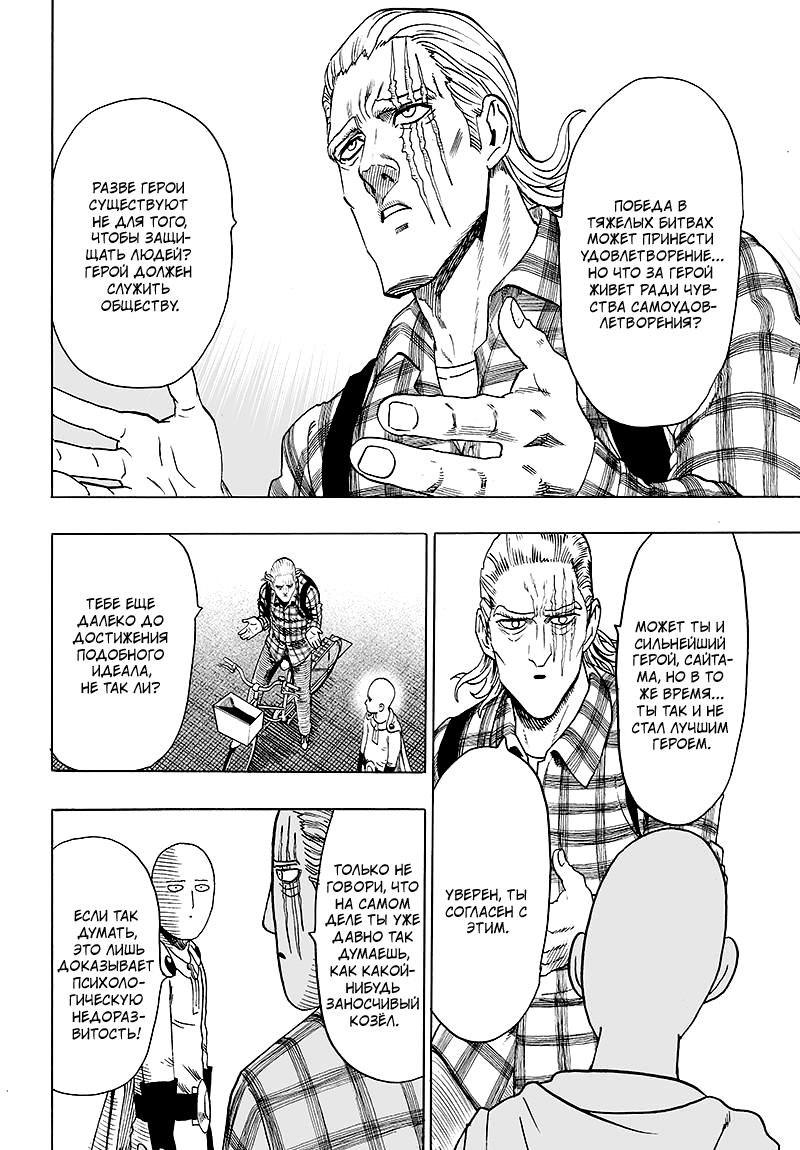 ПОБЕДА В
ТЯЖЕЛЫХ БИТВАХ
МОЖЕТ ПРИНЕСТИ
УДОВЛЕТВОРЕНИЕ...
НО ЧТО ЗА ГЕРОЙ
ЖИВЕТ РАДИ ЧУВ-
СТВА САМОУДОВ-
ЛЕТВОРЕНИЯ?
РАЗВЕ ГЕРОИ
СУЩЕСТВУЮТ
НЕ ДЛЯ ТОГО,
ЧТОБЫ ЗАЩИ-
ЩАТЬ ЛЮДЕЙ?
ГЕРОЙ ДОЛЖЕН
СЛУЖИТЬ
ОБЩЕСТВУ.
МОЖЕТ ТЫ И
СИЛЬНЕЙШИЙ
ГЕРОЙ, САЙТА-
МА, НО В ТО
ЖЕ ВРЕМЯ...
ТЫ ТАК И НЕ
СТАЛ ЛУЧШИМ
ГЕРОЕМ.
УВЕРЕН, ТЫ
СОГЛАСЕН С
ЭТИМ.
ТЕБЕ ЕЩЕ
ДАЛЕКО ДО
ДОСТИЖЕНИЯ
ПОДОБНОГО
ИДЕАЛА,
НЕ ТАК ЛИ?
ТОЛЬКО НЕ
ГОВОРИ, ЧТО
НА САМОМ
ДЕЛЕ ТЫ УЖЕ
ДАВНО ТАК
ДУМАЕШЬ,
КАК КАКОЙ-
НИБУДЬ
ЗАНОСЧИВЫЙ
КОЗЁЛ.
ЕСЛИ ТАК
ДУМАТЬ,
ЭТО ЛИШЬ
ДОКАЗЫВАЕТ
ПСИХОЛО-
ГИЧЕСКУЮ
НЕДОРАЗ-
ВИТОСТЬ!